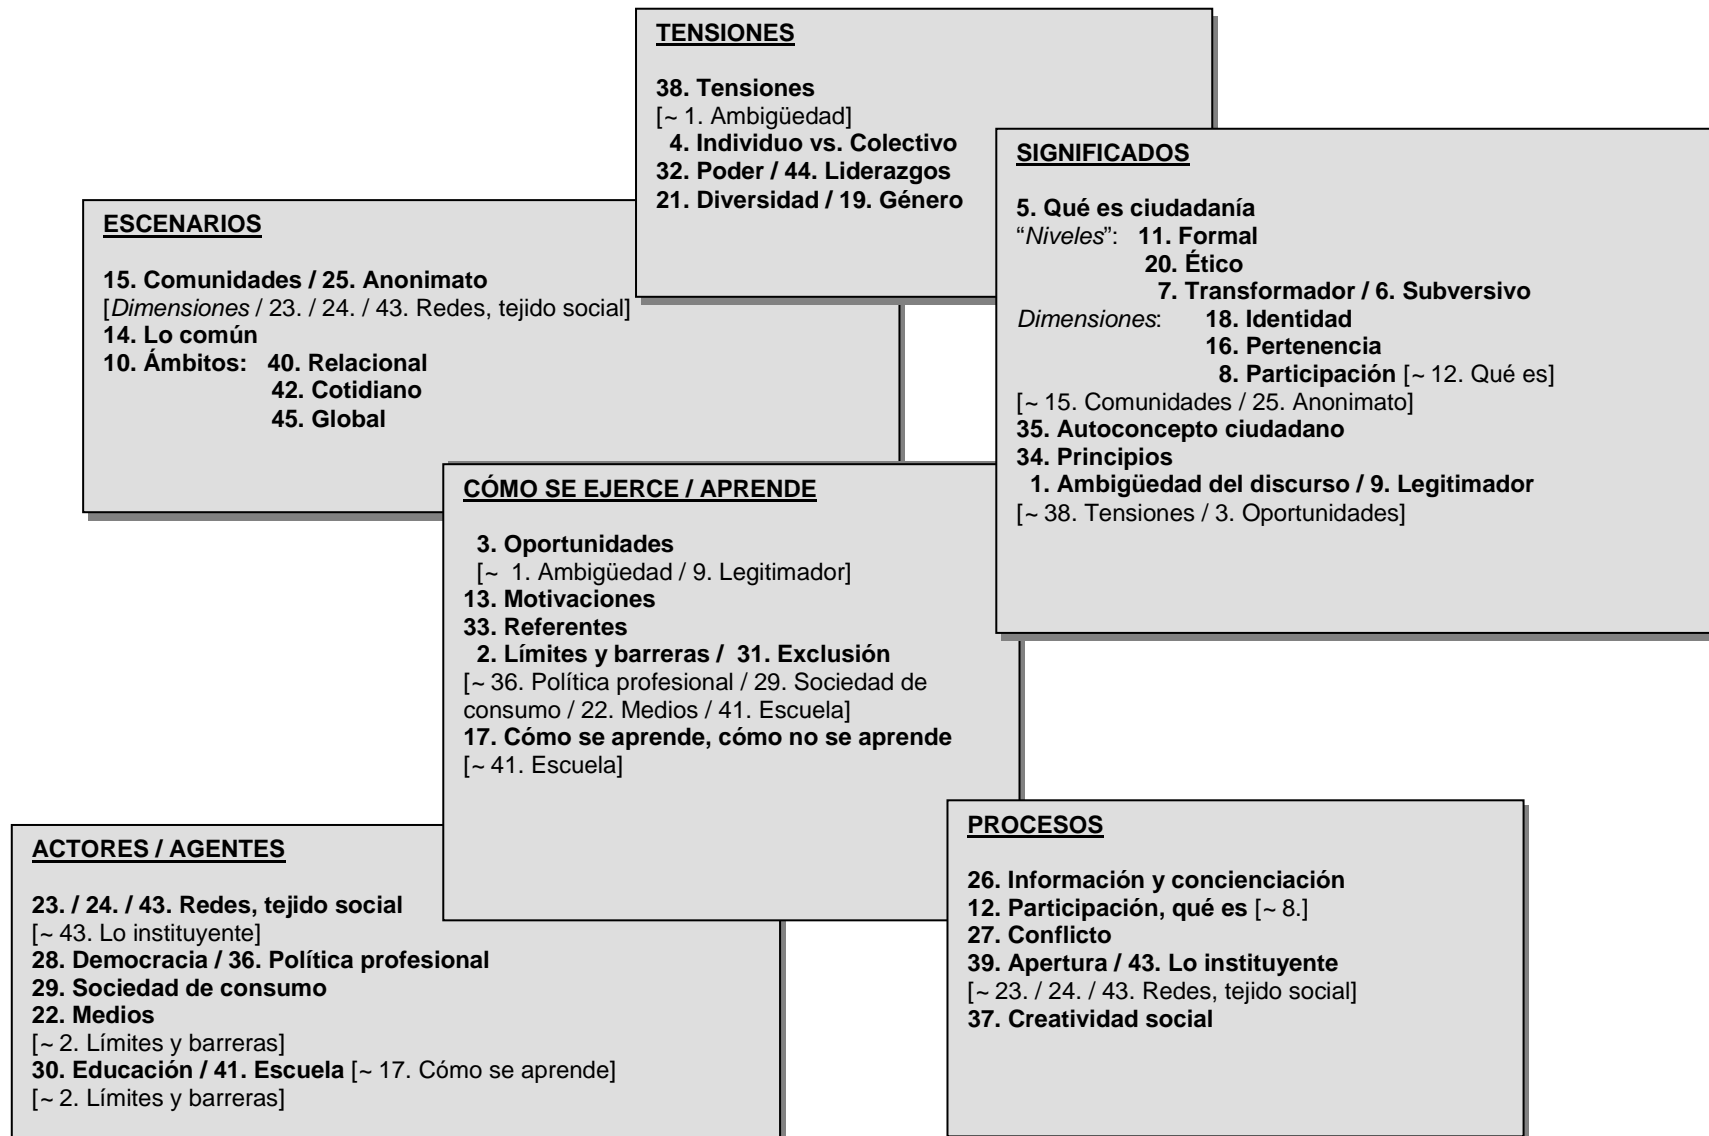 TENSIONES
38. Tensiones
[~ 1. Ambigüedad]
4. Individuo vs. Colectivo
32. Poder / 44. Liderazgos
21. Diversidad / 19. Género
SIGNIFICADOS
5. Qué es ciudadanía
“Niveles”: 11. Formal
20. Ético
7. Transformador / 6. Subversivo
Dimensiones: 18. Identidad
16. Pertenencia
8. Participación [~ 12. Qué es]
[~ 15. Comunidades / 25. Anonimato]
35. Autoconcepto ciudadano
34. Principios
1. Ambigüedad del discurso / 9. Legitimador
[~ 38. Tensiones / 3. Oportunidades]
ESCENARIOS
15. Comunidades / 25. Anonimato
[Dimensiones / 23. / 24. / 43. Redes, tejido social]
14. Lo común
10. Ámbitos: 40. Relacional
42. Cotidiano
45. Global
CÓMO SE EJERCE / APRENDE
3. Oportunidades
[~ 1. Ambigüedad / 9. Legitimador]
13. Motivaciones
33. Referentes
2. Límites y barreras / 31. Exclusión
[~ 36. Política profesional / 29. Sociedad de
consumo / 22. Medios / 41. Escuela]
17. Cómo se aprende, cómo no se aprende
[~ 41. Escuela]
ACTORES / AGENTES
23. / 24. / 43. Redes, tejido social
[~ 43. Lo instituyente]
28. Democracia / 36. Política profesional
29. Sociedad de consumo
22. Medios
[~ 2. Límites y barreras]
30. Educación / 41. Escuela [~ 17. Cómo se aprende]
[~ 2. Límites y barreras]
PROCESOS
26. Información y concienciación
12. Participación, qué es [~ 8.]
27. Conflicto
39. Apertura / 43. Lo instituyente
[~ 23. / 24. / 43. Redes, tejido social]
37. Creatividad social